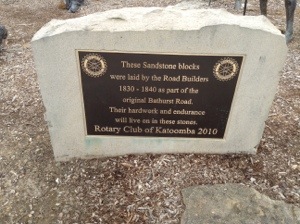 These Sandstone blocks
were laid by the Road Builders
1830 - 1840 as part of the
original Bathurst Road.
Their hardwork and endurance
will live on in these stones.
Rotary Club of Katoomba 2010